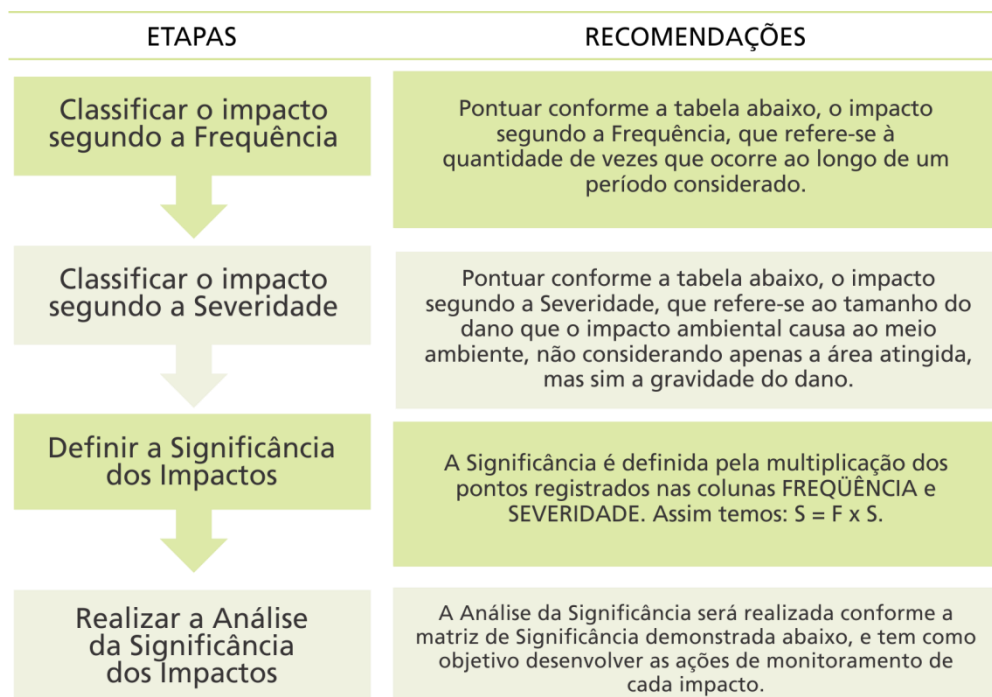 ETAPAS
RECOMENDAÇÕES
Classificar o impacto
segundo a Frequência
Pontuar conforme a tabela abaixo, o impacto
segundo a Frequência, que refere-se à
quantidade de vezes que ocorre ao longo de um
período considerado.
Classificar o impacto
segundo a Severidade
Pontuar conforme a tabela abaixo, o impacto
segundo a Severidade, que refere-se ao tamanho do
dano que o impacto ambiental causa ao meio
ambiente, não considerando apenas a área atingida,
mas sim a gravidade do dano.
Definir a Significância
dos Impactos
A Significância é definida pela multiplicação dos
pontos registrados nas colunas FREQÜÊNCIA e
SEVERIDADE. Assim temos: S = F x S.
Realizar a Análise
da Significância
dos Impactos
A Análise da Significância será realizada conforme a
matriz de Significância demonstrada abaixo, e tem como
objetivo desenvolver as ações de monitoramento de
cada impacto.